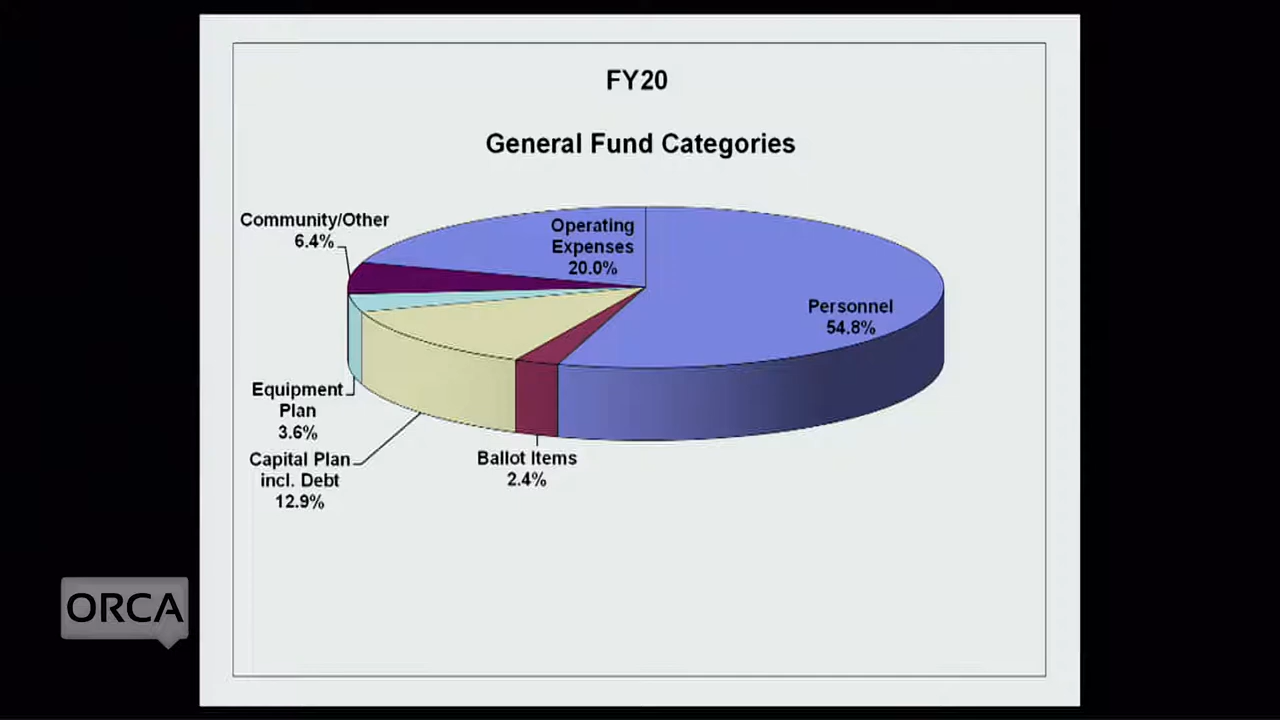 FY20
General Fund Categories
Community/Other
6.4%
Operating
Expenses
20.0%
Personnel
54.8%
Equipment
Plan
3.6%
Capital Plan
incl. Debt
12.9%
Ballot Items
2.4%
ORCA